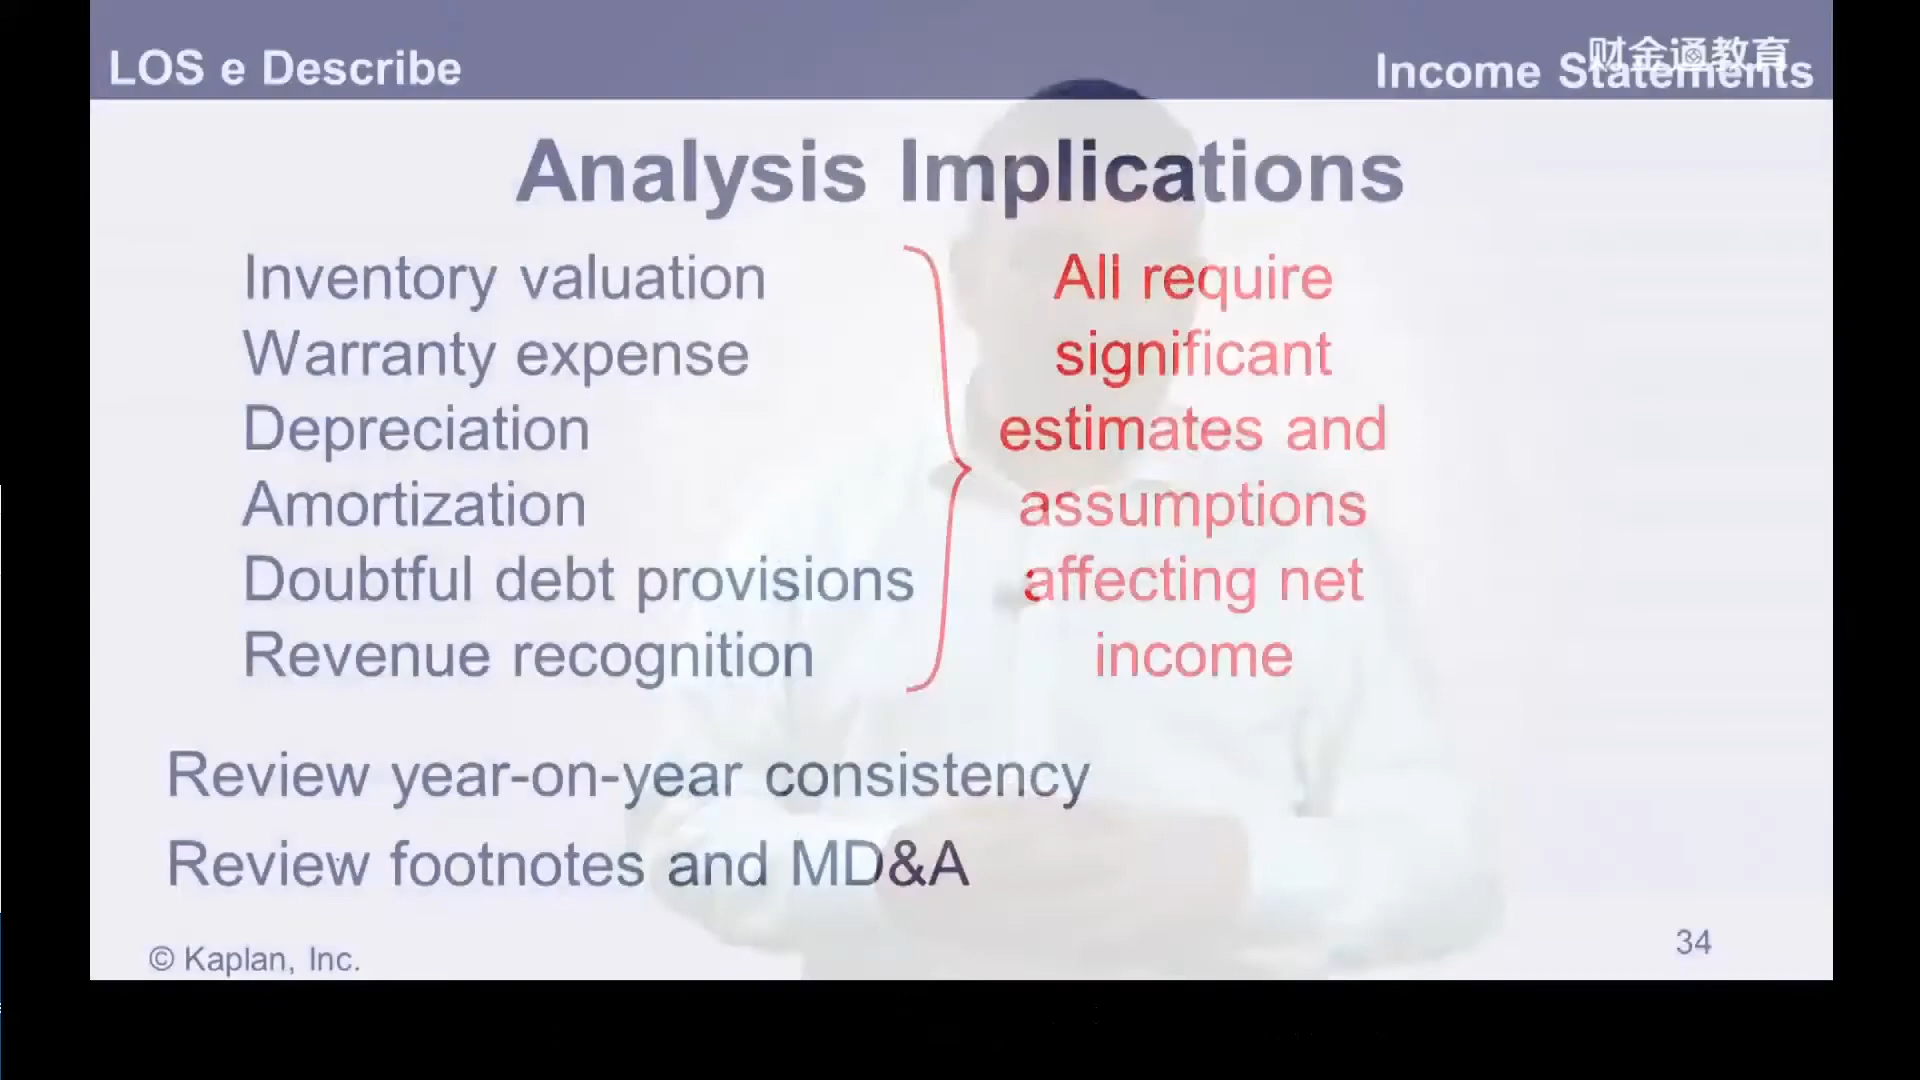 LOS e Describe
Income Statements
财金通教育
Analysis Implications
Inventory valuation
Warranty expense
Depreciation
Amortization
Doubtful debt provisions
Revenue recognition
All require
significant
estimates and
assumptions
affecting net
income
Review year-on-year consistency
Review footnotes and MD&A
© Kaplan, Inc.
34